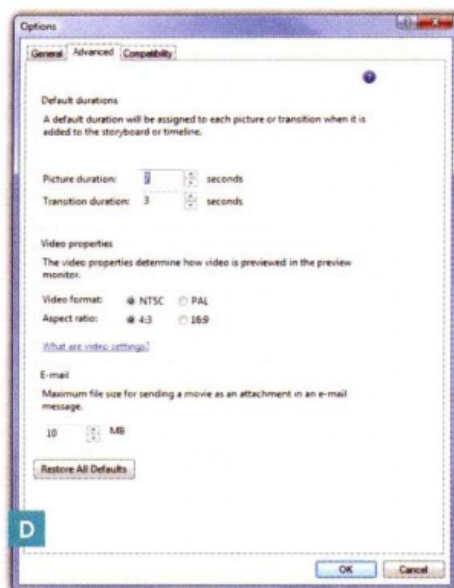 Options
General Advanced Compatibility
Default durations
A default duration will be assigned to each picture or transition when it is
added to the storyboard or timeline.
Picture duration: 7 seconds
Transition duration: 3 seconds
Video properties
The video properties determine how video is previewed in the preview
monitor.
Video format: NTSC PAL
Aspect ratio: 4:3 16:9
What are video settings?
E-mail
Maximum file size for sending a movie as an attachment in an e-mail
message.
10 MB
Restore All Defaults
D
OK Cancel